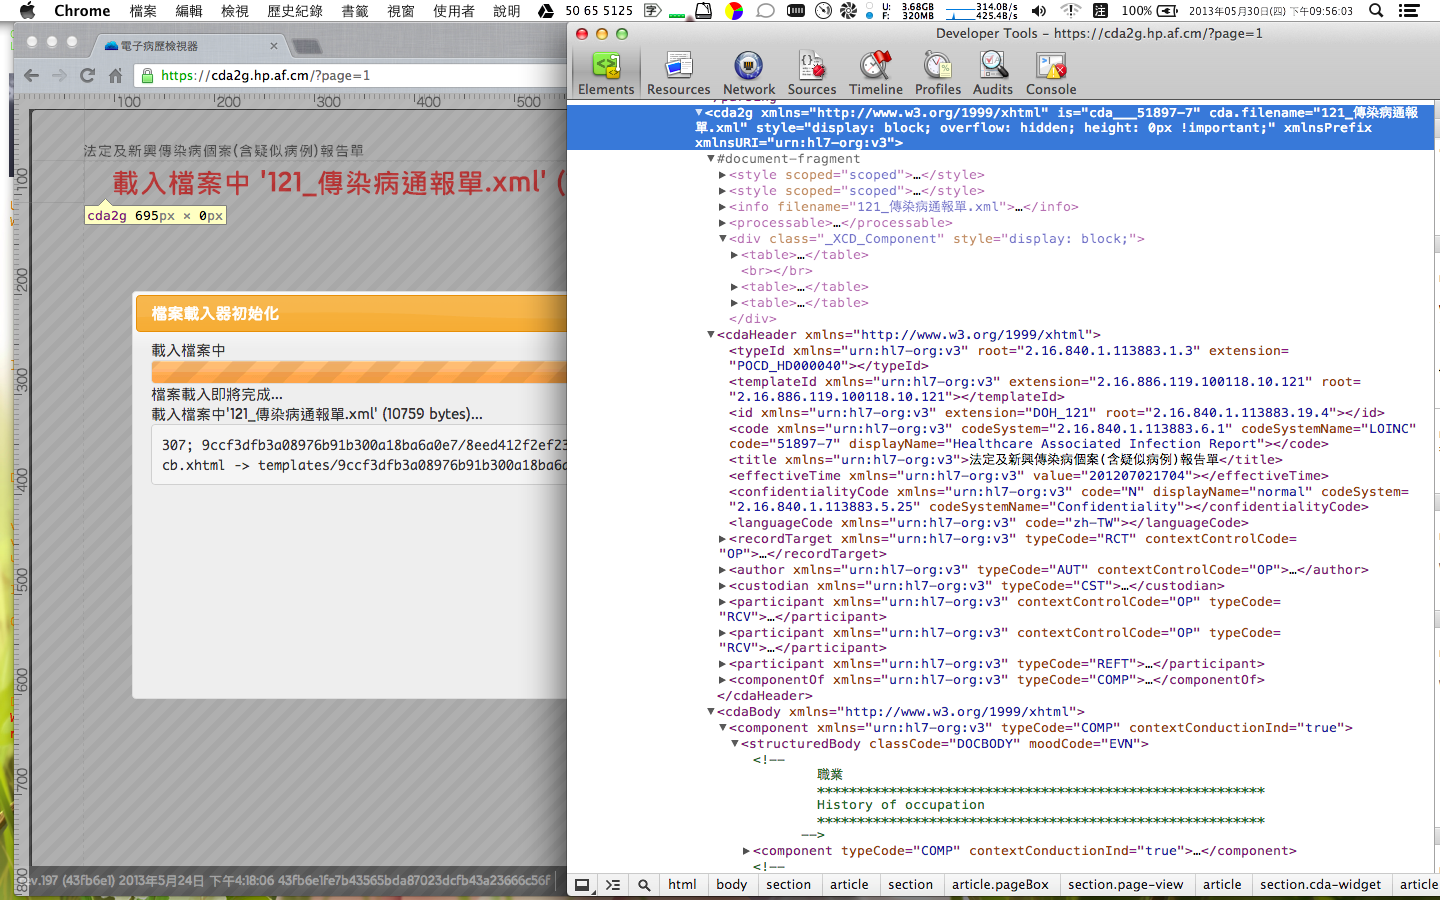 Chrome 檔案 編輯 檢視 歷史紀錄 書籤 視窗 使用者 說明 50 65 5125 U: 3.68GB F: 320MB 314.0B/s 425.4B/s 注 100% 2013年05月30日(四) 下午09:56:03
電子病歷檢視器
https://cda2g.hp.af.cm/?page=1
100 200 300 400 500
法定及新興傳染病個案(含疑似病例)報告單
載入檔案中 '121_傳染病通報單.xml' (
cda2g 695px × 0px
檔案載入器初始化
載入檔案中
檔案載入即將完成...
載入檔案中'121_傳染病通報單.xml' (10759 bytes)...
307; 9ccf3dfb3a08976b91b300a18ba6a0e7/8eed412f2ef23
cb.xhtml -> templates/9ccf3dfb3a08976b91b300a18ba6a
100
200
300
400
500
600
700
800
ev.197 (43fb6e1) 2013年5月24日 下午4:18:06 43fb6e1fe7b43565bda87023dcfb43a23666c56f
Developer Tools - https://cda2g.hp.af.cm/?page=1
Elements Resources Network Sources Timeline Profiles Audits Console
▼<cda2g xmlns="http://www.w3.org/1999/xhtml" is="cda___51897-7" cda.filename="121_傳染病通報
單.xml" style="display: block; overflow: hidden; height: 0px !important;" xmlnsPrefix
xmlnsURI="urn:hl7-org:v3">
▼#document-fragment
▶<style scoped="scoped">…</style>
▶<style scoped="scoped">…</style>
▶<info filename="121_傳染病通報單.xml">…</info>
▶<processable>…</processable>
▼<div class="_XCD_Component" style="display: block;">
▶<table>…</table>
<br></br>
▶<table>…</table>
▶<table>…</table>
</div>
▼<cdaHeader xmlns="http://www.w3.org/1999/xhtml">
<typeId xmlns="urn:hl7-org:v3" root="2.16.840.1.113883.1.3" extension=
"POCD_HD000040"></typeId>
<templateId xmlns="urn:hl7-org:v3" extension="2.16.886.119.100118.10.121" root=
"2.16.886.119.100118.10.121"></templateId>
<id xmlns="urn:hl7-org:v3" extension="DOH_121" root="2.16.840.1.113883.19.4"></id>
<code xmlns="urn:hl7-org:v3" codeSystem="2.16.840.1.113883.6.1" codeSystemName="LOINC"
code="51897-7" displayName="Healthcare Associated Infection Report"></code>
<title xmlns="urn:hl7-org:v3">法定及新興傳染病個案(含疑似病例)報告單</title>
<effectiveTime xmlns="urn:hl7-org:v3" value="201207021704"></effectiveTime>
<confidentialityCode xmlns="urn:hl7-org:v3" code="N" displayName="normal" codeSystem=
"2.16.840.1.113883.5.25" codeSystemName="Confidentiality"></confidentialityCode>
<languageCode xmlns="urn:hl7-org:v3" code="zh-TW"></languageCode>
▶<recordTarget xmlns="urn:hl7-org:v3" typeCode="RCT" contextControlCode=
"OP">…</recordTarget>
▶<author xmlns="urn:hl7-org:v3" typeCode="AUT" contextControlCode="OP">…</author>
▶<custodian xmlns="urn:hl7-org:v3" typeCode="CST">…</custodian>
▶<participant xmlns="urn:hl7-org:v3" contextControlCode="OP" typeCode=
"RCV">…</participant>
▶<participant xmlns="urn:hl7-org:v3" contextControlCode="OP" typeCode=
"RCV">…</participant>
▶<participant xmlns="urn:hl7-org:v3" typeCode="REFT">…</participant>
▶<componentOf xmlns="urn:hl7-org:v3" typeCode="COMP">…</componentOf>
</cdaHeader>
▼<cdaBody xmlns="http://www.w3.org/1999/xhtml">
▼<component xmlns="urn:hl7-org:v3" typeCode="COMP" contextConductionInd="true">
▼<structuredBody classCode="DOCBODY" moodCode="EVN">
<!--
職業
********************************************************
History of occupation
********************************************************
-->
▶<component typeCode="COMP" contextConductionInd="true">…</component>
<!--
html body section article section article.pageBox section.page-view article section.cda-widget article